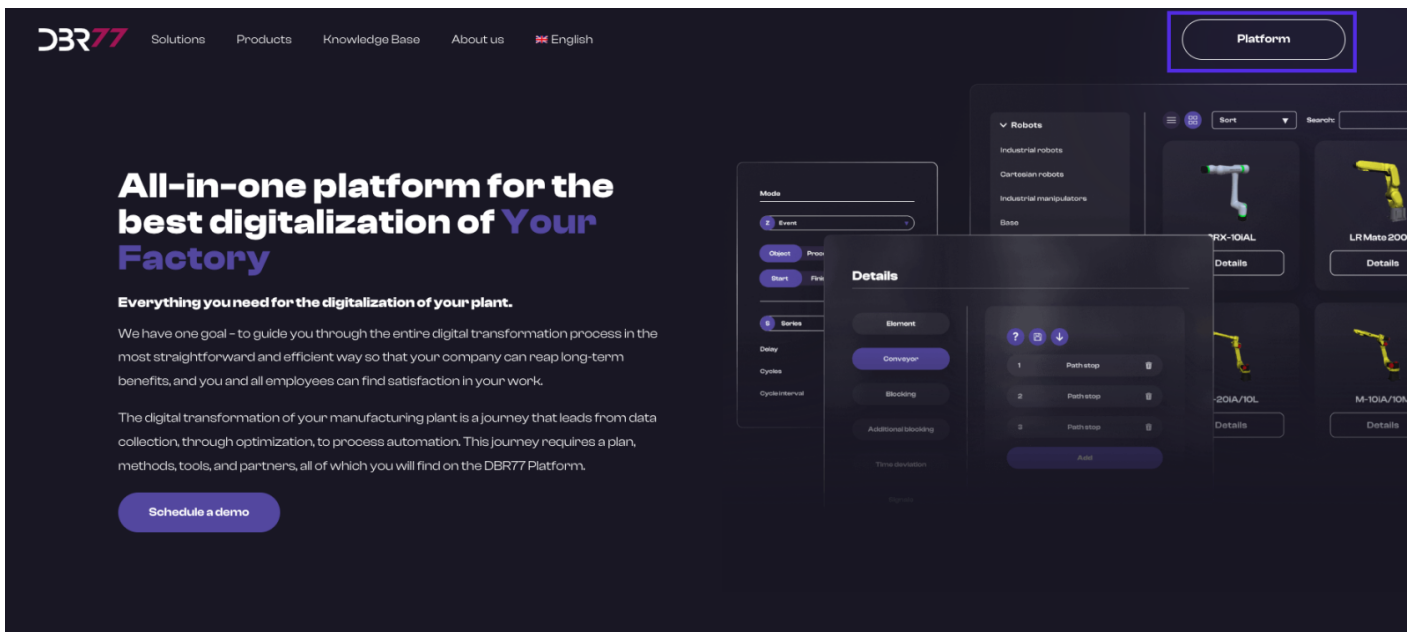 DBR77
Solutions
Products
Knowledge Base
About us
English
Platform
All-in-one platform for the
best digitalization of Your
Factory
Everything you need for the digitalization of your plant.
We have one goal – to guide you through the entire digital transformation process in the
most straightforward and efficient way so that your company can reap long-term
benefits, and you and all employees can find satisfaction in your work.
The digital transformation of your manufacturing plant is a journey that leads from data
collection, through optimization, to process automation. This journey requires a plan,
methods, tools, and partners, all of which you will find on the DBR77 Platform.
Schedule a demo
Mode
Event
Object
Start
Series
Delay
Cycles
Cycle interval
Details
Element
Conveyor
Blocking
Additional blocking
Time deviation
?
1 Path stop
2 Path stop
3 Path stop
Add
Robots
Industrial robots
Cartesian robots
Industrial manipulators
Base
Sort
Search:
RX-10iAL
Details
LR Mate 200
Details
-20iA/10L
Details
M-10iA/10M
Details